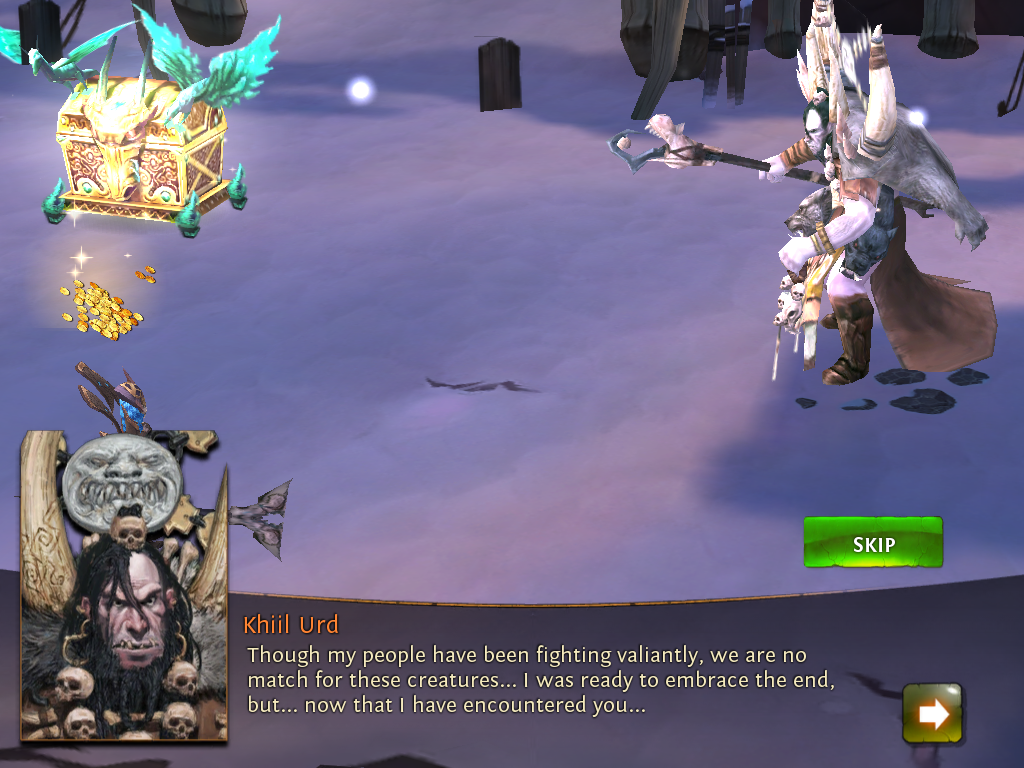 SKIP
Khiil Urd
Though my people have been fighting valiantly, we are no
match for these creatures... I was ready to embrace the end,
but... now that I have encountered you...